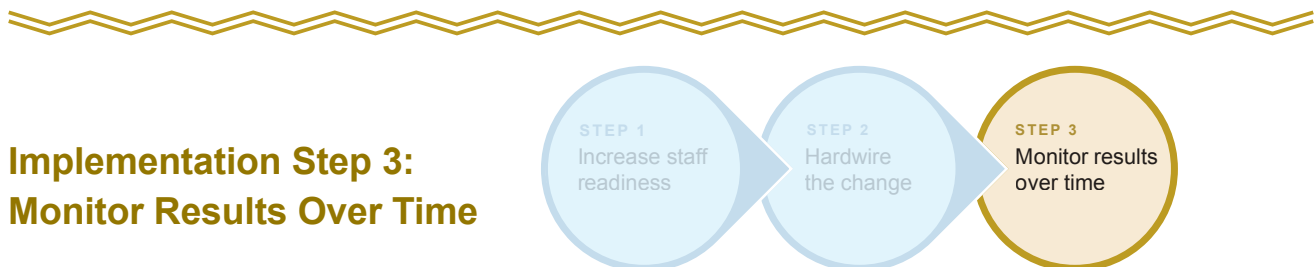 Implementation Step 3:
Monitor Results Over Time
STEP 1
Increase staff
readiness
STEP 2
Hardwire
the change
STEP 3
Monitor results
over time